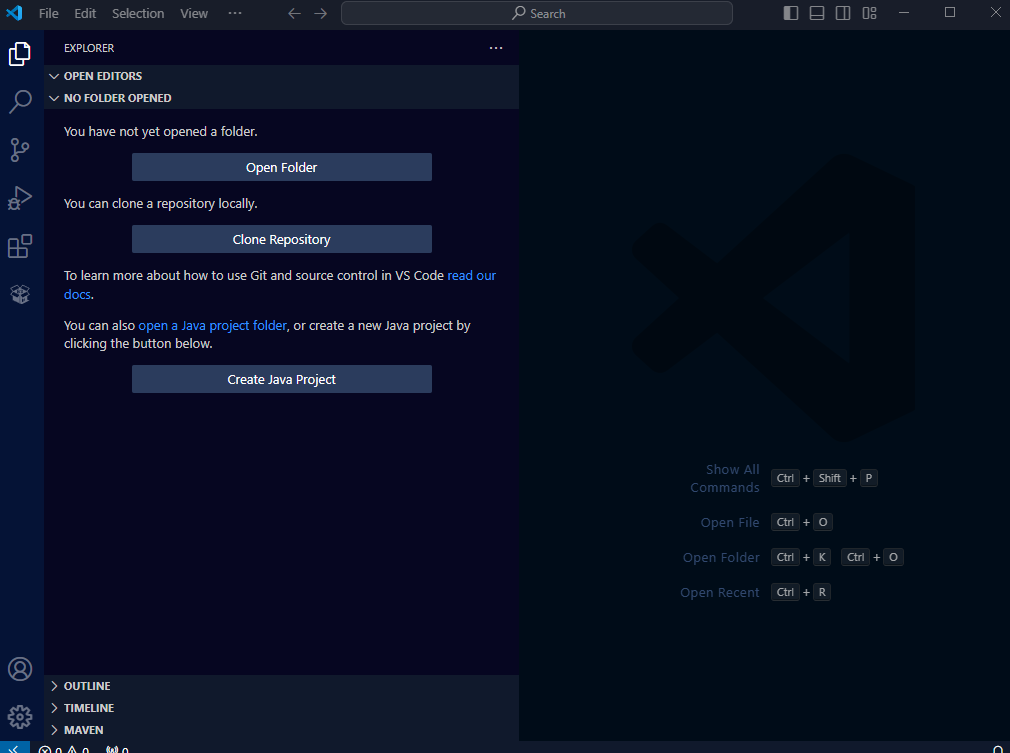 File Edit Selection View ··· Search
EXPLORER ···
OPEN EDITORS
NO FOLDER OPENED
You have not yet opened a folder.
Open Folder
You can clone a repository locally.
Clone Repository
To learn more about how to use Git and source control in VS Code read our
docs.
You can also open a Java project folder, or create a new Java project by
clicking the button below.
Create Java Project
OUTLINE
TIMELINE
MAVEN
Show All
Commands Ctrl + Shift + P
Open File Ctrl + O
Open Folder Ctrl + K Ctrl + O
Open Recent Ctrl + R
0 0 0